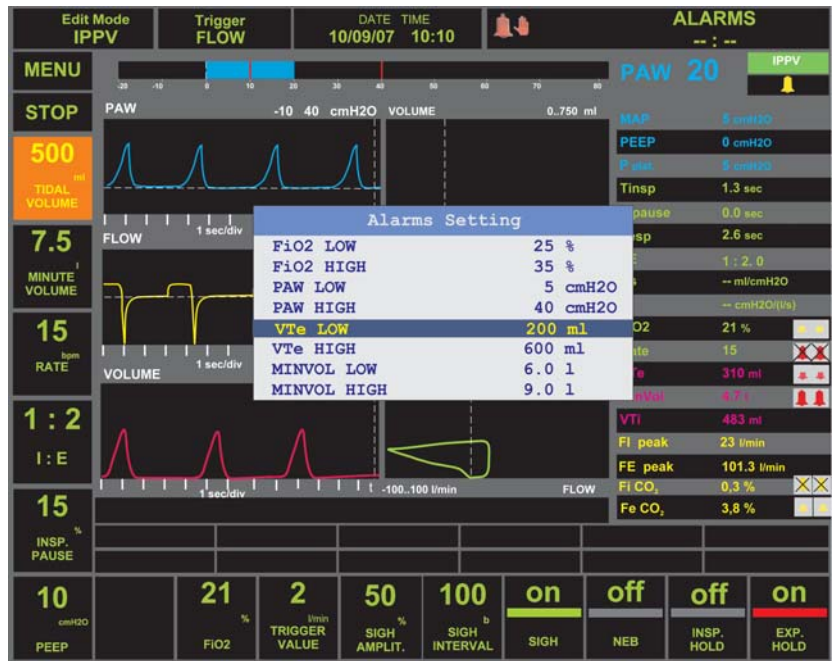 Edit Mode
IPPV
Trigger
FLOW
DATE TIME
10/09/07 10:10
ALARMS
-- : --
MENU
-20 -10 0 10 20 30 40 50 60 70 80
PAW 20
IPPV
STOP
PAW -10 40 cmH2O
VOLUME 0..750 ml
MAP 5 cmH20
PEEP 0 cmH20
P plat. 5 cmH20
Tinsp 1.3 sec
pause 0.0 sec
sp 2.6 sec
1 : 2. 0
-- ml/cmH2O
-- cmH2O/(l/s)
O2 21 %
15
310 ml
4.7 l
VTi 483 ml
FI peak 23 l/min
FE peak 101.3 l/min
Fi CO2 0,3 %
Fe CO2 3,8 %
500 ml
TIDAL
VOLUME
7.5 l
MINUTE
VOLUME
15 bpm
RATE
1 : 2
I : E
15 %
INSP.
PAUSE
1 sec/div
FLOW
1 sec/div
VOLUME
1 sec/div
-100..100 l/min FLOW
Alarms Setting
FiO2 LOW 25 %
FiO2 HIGH 35 %
PAW LOW 5 cmH2O
PAW HIGH 40 cmH2O
VTe LOW 200 ml
VTe HIGH 600 ml
MINVOL LOW 6.0 l
MINVOL HIGH 9.0 l
10 cmH2O
PEEP
21 %
FiO2
2 l/min
TRIGGER
VALUE
50 %
SIGH
AMPLIT.
100 b
SIGH
INTERVAL
on
SIGH
off
NEB
off
INSP.
HOLD
on
EXP.
HOLD